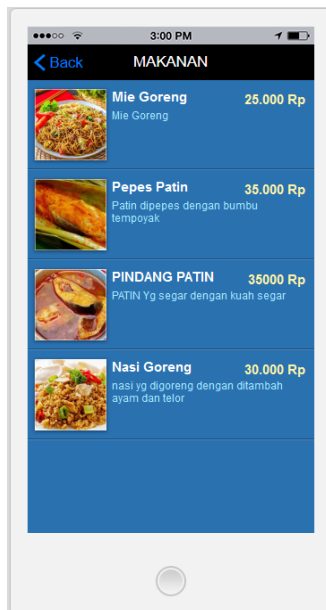 3:00 PM
Back MAKANAN
Mie Goreng 25.000 Rp
Mie Goreng
Pepes Patin 35.000 Rp
Patin dipepes dengan bumbu
tempoyak
PINDANG PATIN 35000 Rp
PATIN Yg segar dengan kuah segar
Nasi Goreng 30.000 Rp
nasi yg digoreng dengan ditambah
ayam dan telor